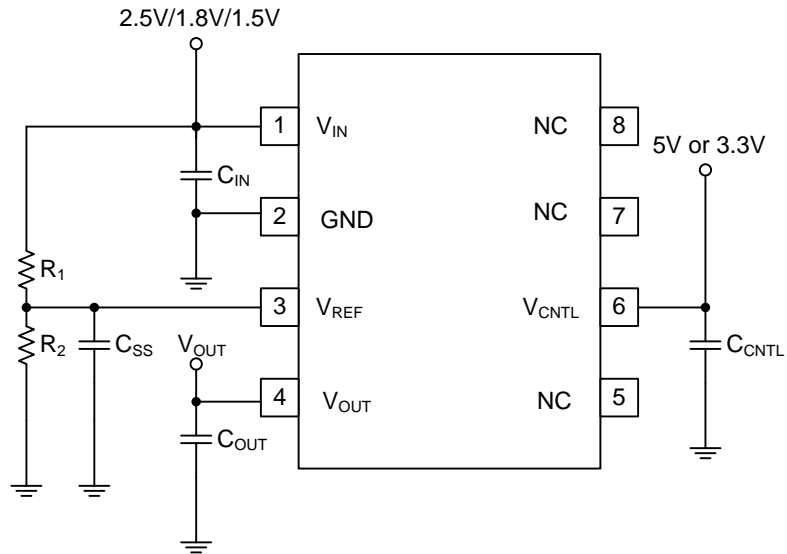 2.5V/1.8V/1.5V
1 VIN NC 8
5V or 3.3V
CIN
2 GND NC 7
R1
3 VREF VCNTL 6
R2 CSS VOUT CCNTL
4 VOUT NC 5
COUT